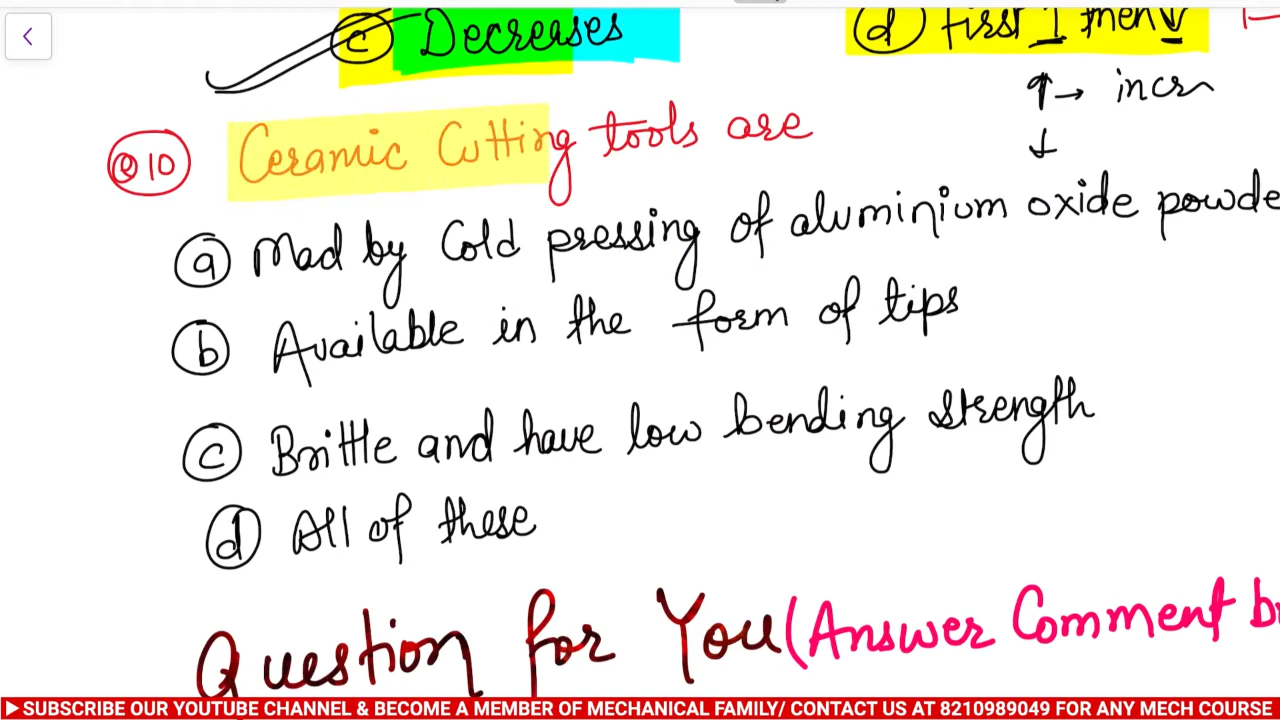 c Decreases
d first I then ↓
↑→ incr
↓
Q10 Ceramic Cutting tools are
a Mad by Cold pressing of aluminium oxide powde
b Available in the form of tips
c Brittle and have low bending strength
d All of these
Question for You (Answer Comment b
▶SUBSCRIBE OUR YOUTUBE CHANNEL & BECOME A MEMBER OF MECHANICAL FAMILY/ CONTACT US AT 8210989049 FOR ANY MECH COURSE